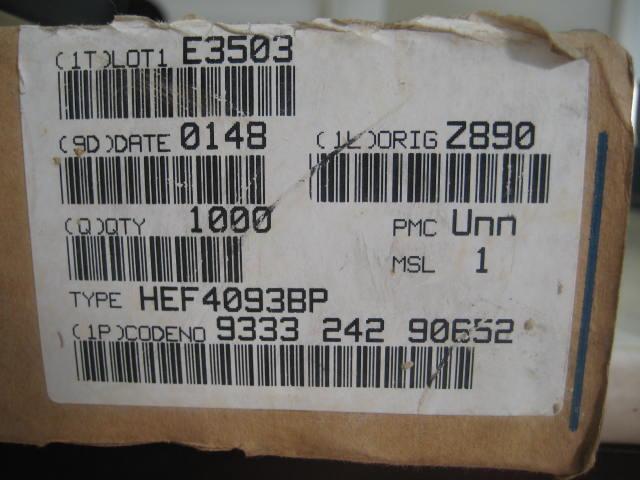 (1T)LOT1 E3503
(9D)DATE 0148 (1L)ORIG Z890
(Q)QTY 1000 PMC Unn
MSL 1
TYPE HEF4093BP
(1P)CODENO 9333 242 90652